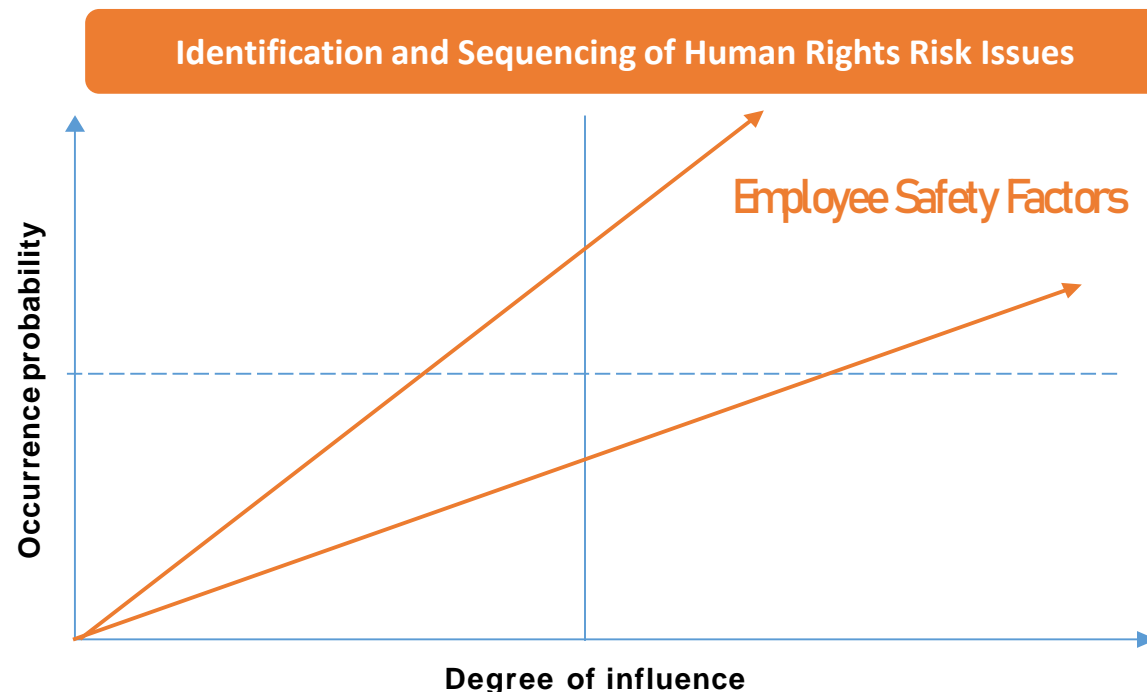 Identification and Sequencing of Human Rights Risk Issues
Employee Safety Factors
Occurrence probability
Degree of influence